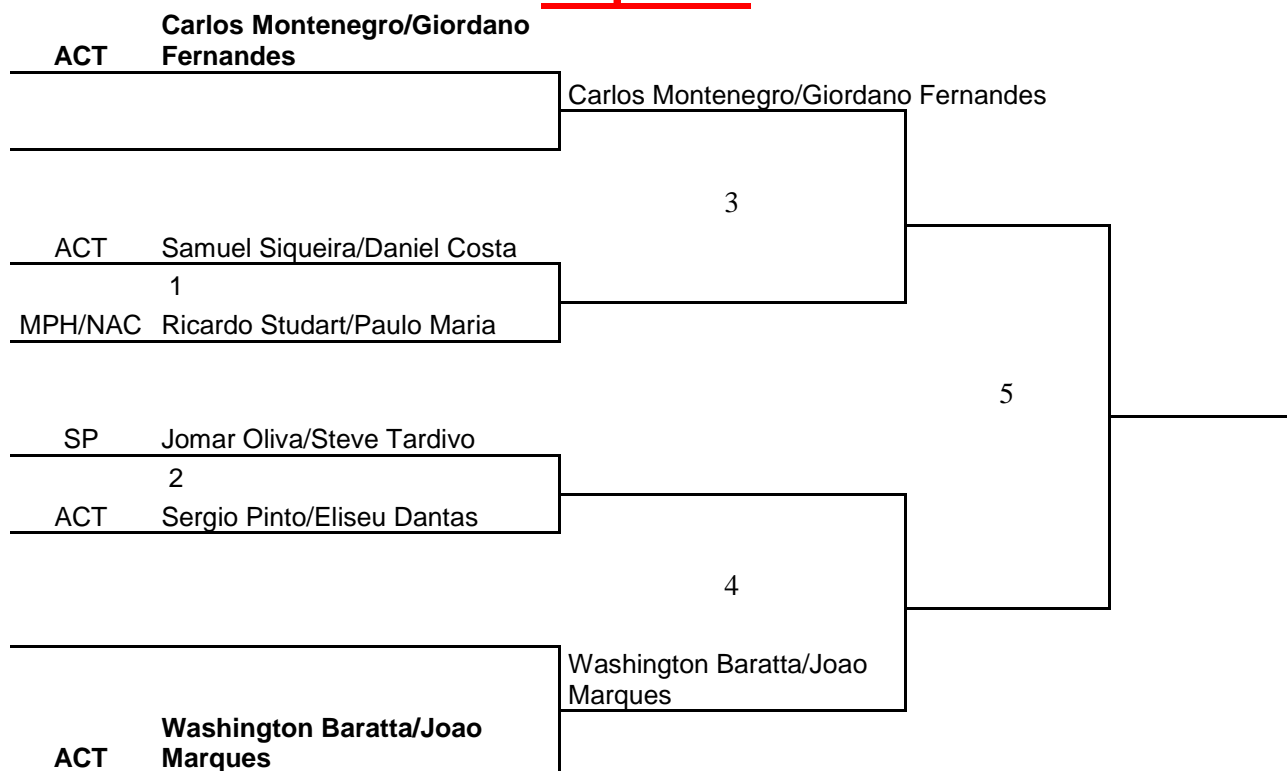 Carlos Montenegro/Giordano
ACT Fernandes
Carlos Montenegro/Giordano Fernandes
3
ACT Samuel Siqueira/Daniel Costa
1
MPH/NAC Ricardo Studart/Paulo Maria
5
SP Jomar Oliva/Steve Tardivo
2
ACT Sergio Pinto/Eliseu Dantas
4
Washington Baratta/Joao
Marques
Washington Baratta/Joao
ACT Marques